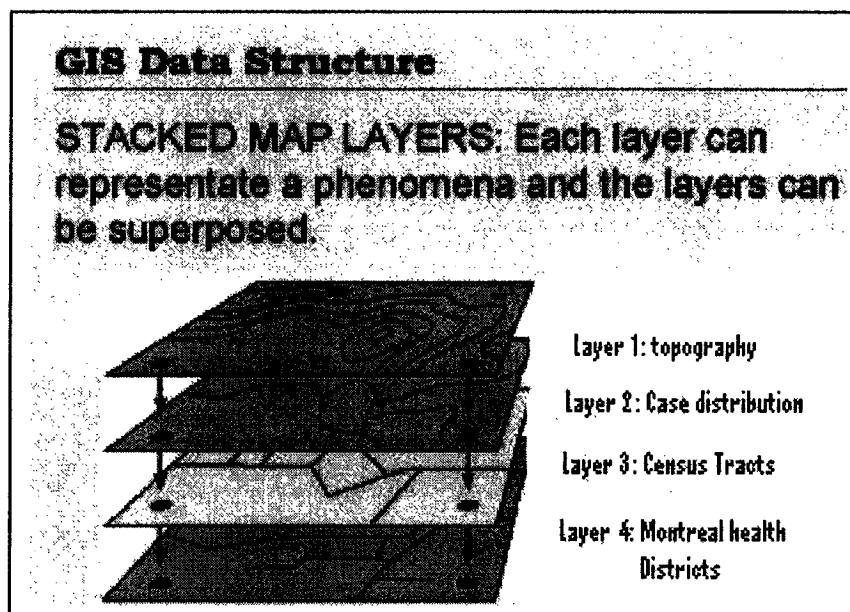 GIS Data Structure
STACKED MAP LAYERS: Each layer can
representate a phenomena and the layers can
be superposed.
Layer 1: topography
Layer 2: Case distribution
Layer 3: Census Tracts
Layer 4: Montreal health
Districts